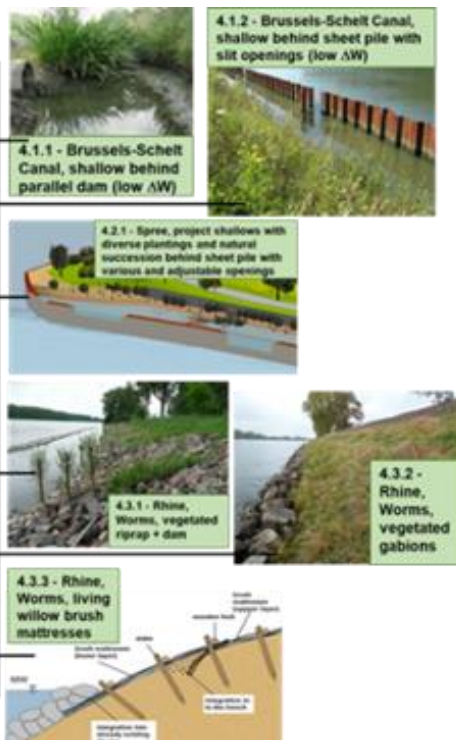 4.1.1 - Brussels-Schelt
Canal, shallow behind
parallel dam (low ΔW)
4.1.2 - Brussels-Schelt Canal,
shallow behind sheet pile with
slit openings (low ΔW)
4.2.1 - Spree, project shallows with
diverse plantings and natural
succession behind sheet pile with
various and adjustable openings
4.3.1 - Rhine,
Worms, vegetated
riprap + dam
4.3.2 -
Rhine,
Worms,
vegetated
gabions
4.3.3 - Rhine,
Worms, living
willow brush
mattresses